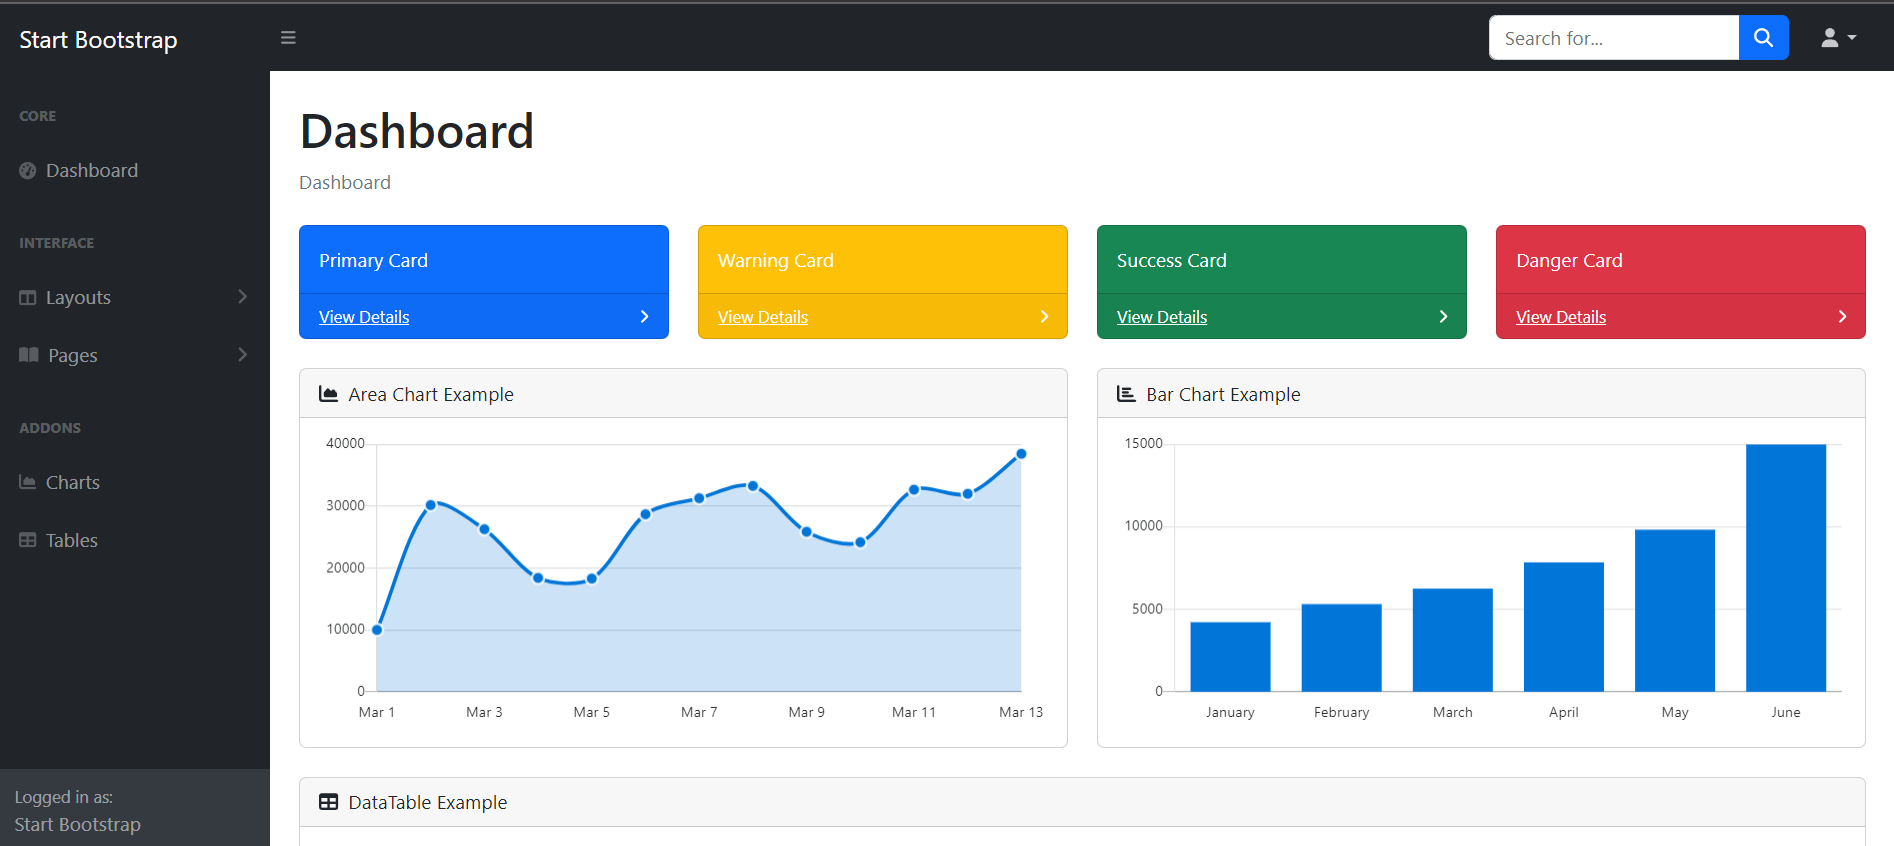 Start Bootstrap
Search for...
CORE
Dashboard
INTERFACE
Layouts
Pages
ADDONS
Charts
Tables
Logged in as:
Start Bootstrap
Dashboard
Dashboard
Primary Card
View Details
Warning Card
View Details
Success Card
View Details
Danger Card
View Details
Area Chart Example
40000
30000
20000
10000
0
Mar 1 Mar 3 Mar 5 Mar 7 Mar 9 Mar 11 Mar 13
Bar Chart Example
15000
10000
5000
0
January February March April May June
DataTable Example